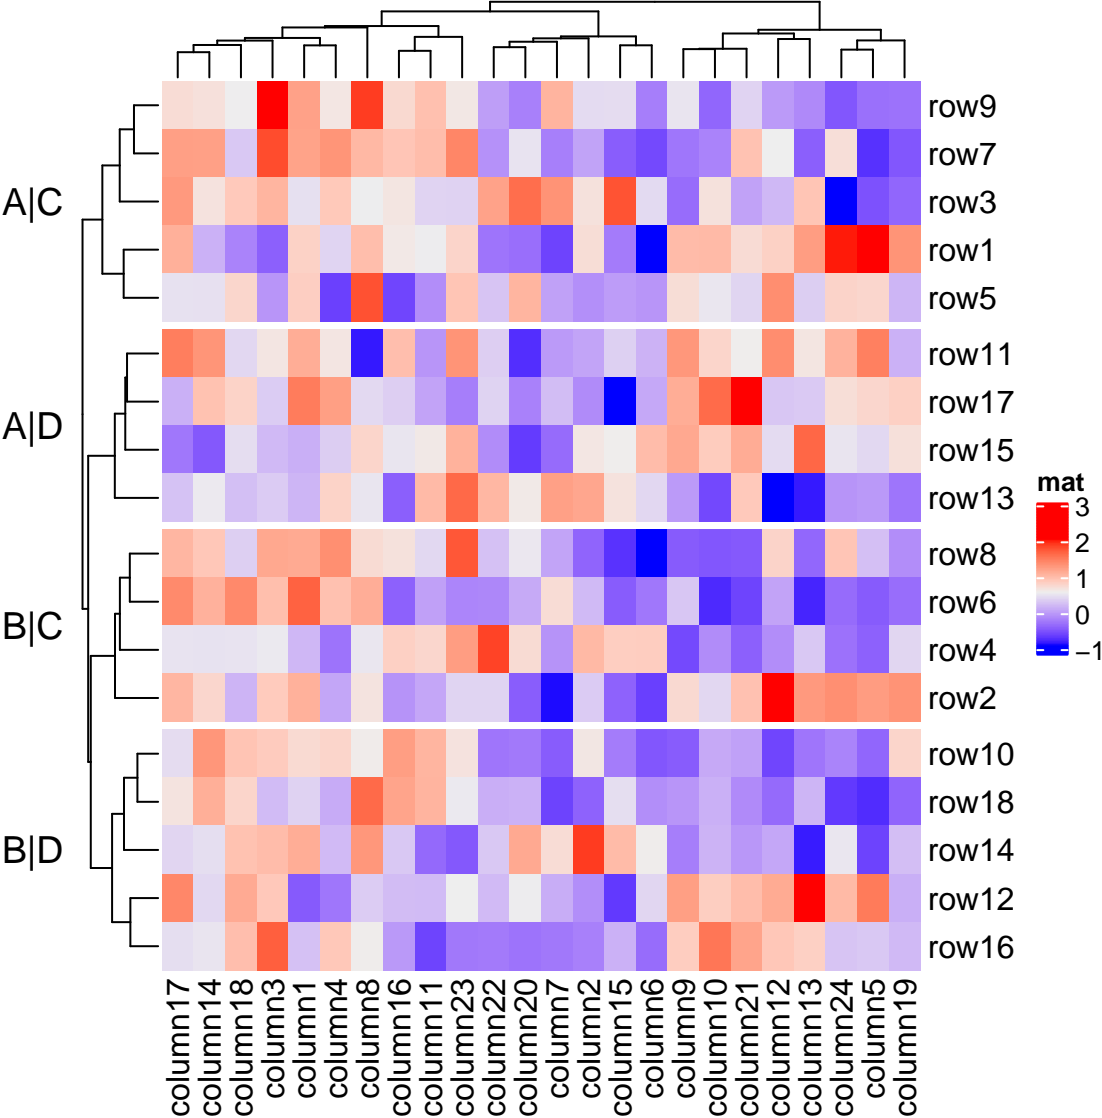 A|C
row9
row7
row3
row1
row5
A|D
row11
row17
row15
row13
B|C
row8
row6
row4
row2
B|D
row10
row18
row14
row12
row16
mat
3
2
1
0
−1
column17
column14
column18
column3
column1
column4
column8
column16
column11
column23
column22
column20
column7
column2
column15
column6
column9
column10
column21
column12
column13
column24
column5
column19